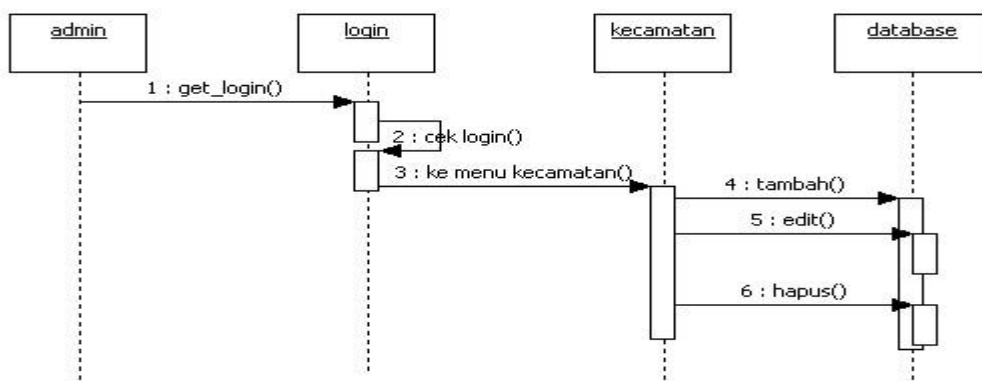 admin
login
kecamatan
database
1 : get_login()
2 : cek login()
3 : ke menu kecamatan()
4 : tambah()
5 : edit()
6 : hapus()